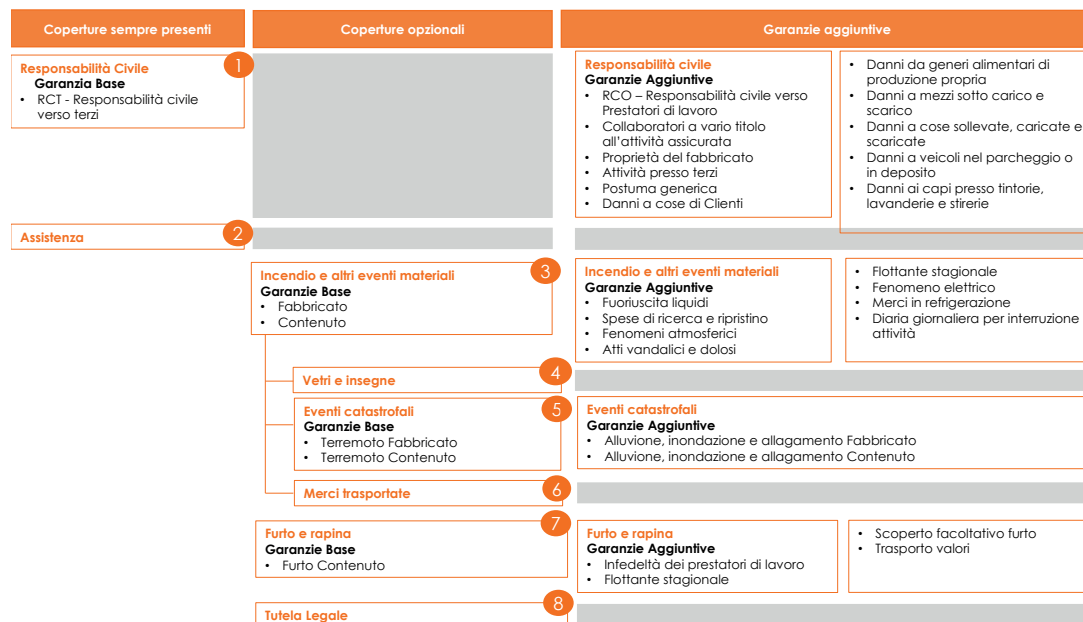 Coperture sempre presenti
Coperture opzionali
Garanzie aggiuntive
1
Responsabilità Civile
Garanzia Base
• RCT - Responsabilità civile
verso terzi
Responsabilità civile
Garanzie Aggiuntive
• RCO – Responsabilità civile verso
Prestatori di lavoro
• Collaboratori a vario titolo
all'attività assicurata
• Proprietà del fabbricato
• Attività presso terzi
• Postuma generica
• Danni a cose di Clienti
• Danni da generi alimentari di
produzione propria
• Danni a mezzi sotto carico e
scarico
• Danni a cose sollevate, caricate e
scaricate
• Danni a veicoli nel parcheggio o
in deposito
• Danni ai capi presso tintorie,
lavanderie e stirerie
Assistenza
2
Incendio e altri eventi materiali
3
Garanzie Base
• Fabbricato
• Contenuto
Incendio e altri eventi materiali
Garanzie Aggiuntive
• Fuoriuscita liquidi
• Spese di ricerca e ripristino
• Fenomeni atmosferici
• Atti vandalici e dolosi
• Flottante stagionale
• Fenomeno elettrico
• Merci in refrigerazione
• Diaria giornaliera per interruzione
attività
Vetri e insegne
4
Eventi catastrofali
5
Garanzie Base
• Terremoto Fabbricato
• Terremoto Contenuto
Eventi catastrofali
Garanzie Aggiuntive
• Alluvione, inondazione e allagamento Fabbricato
• Alluvione, inondazione e allagamento Contenuto
Merci trasportate
6
Furto e rapina
7
Garanzie Base
• Furto Contenuto
Furto e rapina
Garanzie Aggiuntive
• Infedeltà dei prestatori di lavoro
• Flottante stagionale
• Scoperto facoltativo furto
• Trasporto valori
Tutela Legale
8